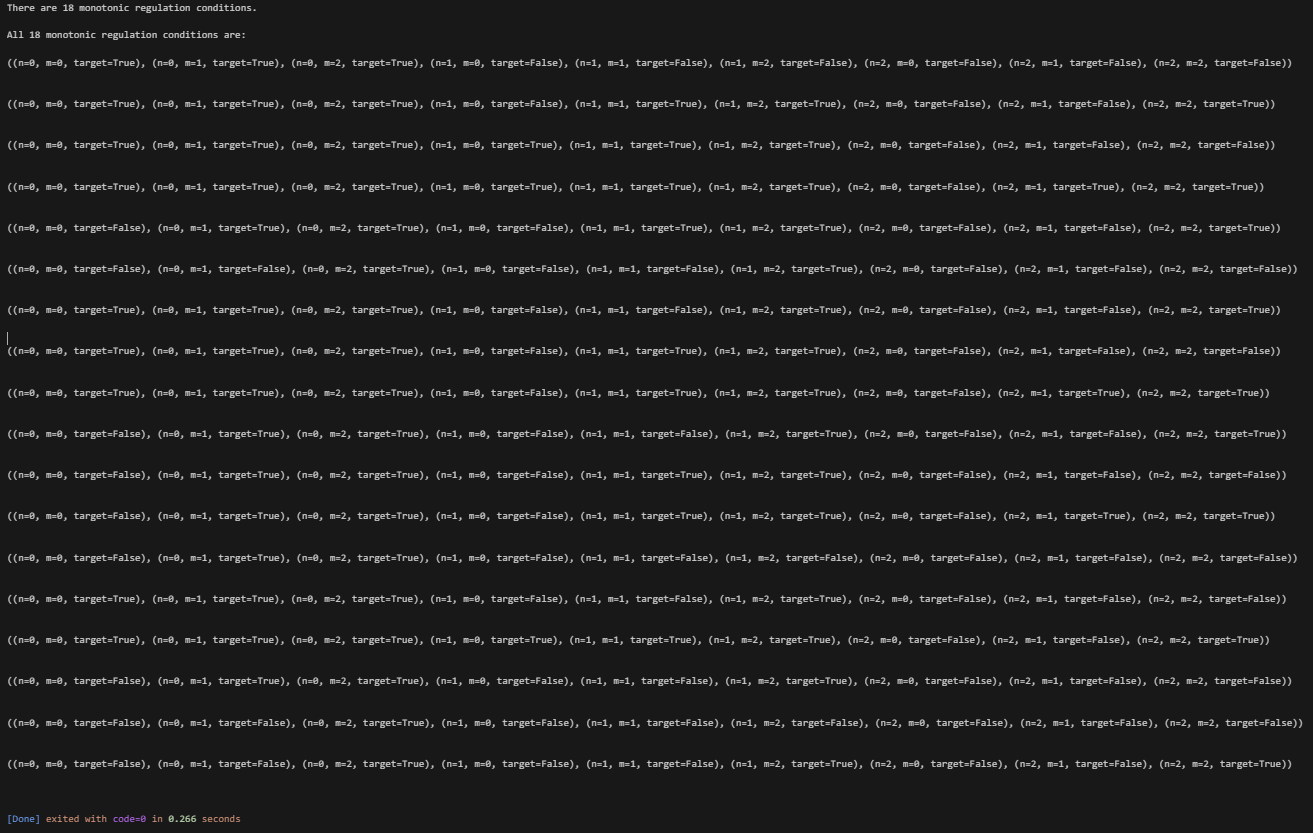 There are 18 monotonic regulation conditions.
All 18 monotonic regulation conditions are:
((n=0, m=0, target=True), (n=0, m=1, target=True), (n=0, m=2, target=True), (n=1, m=0, target=False), (n=1, m=1, target=False), (n=1, m=2, target=False), (n=2, m=0, target=False), (n=2, m=1, target=False), (n=2, m=2, target=False))
((n=0, m=0, target=True), (n=0, m=1, target=True), (n=0, m=2, target=True), (n=1, m=0, target=False), (n=1, m=1, target=True), (n=1, m=2, target=True), (n=2, m=0, target=False), (n=2, m=1, target=False), (n=2, m=2, target=True))
((n=0, m=0, target=True), (n=0, m=1, target=True), (n=0, m=2, target=True), (n=1, m=0, target=True), (n=1, m=1, target=True), (n=1, m=2, target=True), (n=2, m=0, target=False), (n=2, m=1, target=False), (n=2, m=2, target=False))
((n=0, m=0, target=True), (n=0, m=1, target=True), (n=0, m=2, target=True), (n=1, m=0, target=True), (n=1, m=1, target=True), (n=1, m=2, target=True), (n=2, m=0, target=False), (n=2, m=1, target=True), (n=2, m=2, target=True))
((n=0, m=0, target=False), (n=0, m=1, target=True), (n=0, m=2, target=True), (n=1, m=0, target=False), (n=1, m=1, target=True), (n=1, m=2, target=True), (n=2, m=0, target=False), (n=2, m=1, target=False), (n=2, m=2, target=True))
((n=0, m=0, target=False), (n=0, m=1, target=False), (n=0, m=2, target=True), (n=1, m=0, target=False), (n=1, m=1, target=False), (n=1, m=2, target=True), (n=2, m=0, target=False), (n=2, m=1, target=False), (n=2, m=2, target=False))
((n=0, m=0, target=True), (n=0, m=1, target=True), (n=0, m=2, target=True), (n=1, m=0, target=False), (n=1, m=1, target=False), (n=1, m=2, target=True), (n=2, m=0, target=False), (n=2, m=1, target=False), (n=2, m=2, target=True))
((n=0, m=0, target=True), (n=0, m=1, target=True), (n=0, m=2, target=True), (n=1, m=0, target=False), (n=1, m=1, target=True), (n=1, m=2, target=True), (n=2, m=0, target=False), (n=2, m=1, target=False), (n=2, m=2, target=False))
((n=0, m=0, target=True), (n=0, m=1, target=True), (n=0, m=2, target=True), (n=1, m=0, target=False), (n=1, m=1, target=True), (n=1, m=2, target=True), (n=2, m=0, target=False), (n=2, m=1, target=True), (n=2, m=2, target=True))
((n=0, m=0, target=False), (n=0, m=1, target=True), (n=0, m=2, target=True), (n=1, m=0, target=False), (n=1, m=1, target=False), (n=1, m=2, target=True), (n=2, m=0, target=False), (n=2, m=1, target=False), (n=2, m=2, target=True))
((n=0, m=0, target=False), (n=0, m=1, target=True), (n=0, m=2, target=True), (n=1, m=0, target=False), (n=1, m=1, target=True), (n=1, m=2, target=True), (n=2, m=0, target=False), (n=2, m=1, target=False), (n=2, m=2, target=False))
((n=0, m=0, target=False), (n=0, m=1, target=True), (n=0, m=2, target=True), (n=1, m=0, target=False), (n=1, m=1, target=True), (n=1, m=2, target=True), (n=2, m=0, target=False), (n=2, m=1, target=True), (n=2, m=2, target=True))
((n=0, m=0, target=False), (n=0, m=1, target=True), (n=0, m=2, target=True), (n=1, m=0, target=False), (n=1, m=1, target=False), (n=1, m=2, target=False), (n=2, m=0, target=False), (n=2, m=1, target=False), (n=2, m=2, target=False))
((n=0, m=0, target=True), (n=0, m=1, target=True), (n=0, m=2, target=True), (n=1, m=0, target=False), (n=1, m=1, target=False), (n=1, m=2, target=True), (n=2, m=0, target=False), (n=2, m=1, target=False), (n=2, m=2, target=False))
((n=0, m=0, target=True), (n=0, m=1, target=True), (n=0, m=2, target=True), (n=1, m=0, target=True), (n=1, m=1, target=True), (n=1, m=2, target=True), (n=2, m=0, target=False), (n=2, m=1, target=False), (n=2, m=2, target=True))
((n=0, m=0, target=False), (n=0, m=1, target=True), (n=0, m=2, target=True), (n=1, m=0, target=False), (n=1, m=1, target=False), (n=1, m=2, target=True), (n=2, m=0, target=False), (n=2, m=1, target=False), (n=2, m=2, target=False))
((n=0, m=0, target=False), (n=0, m=1, target=False), (n=0, m=2, target=True), (n=1, m=0, target=False), (n=1, m=1, target=False), (n=1, m=2, target=False), (n=2, m=0, target=False), (n=2, m=1, target=False), (n=2, m=2, target=False))
((n=0, m=0, target=False), (n=0, m=1, target=False), (n=0, m=2, target=True), (n=1, m=0, target=False), (n=1, m=1, target=False), (n=1, m=2, target=True), (n=2, m=0, target=False), (n=2, m=1, target=False), (n=2, m=2, target=True))
[Done] exited with code=0 in 0.266 seconds